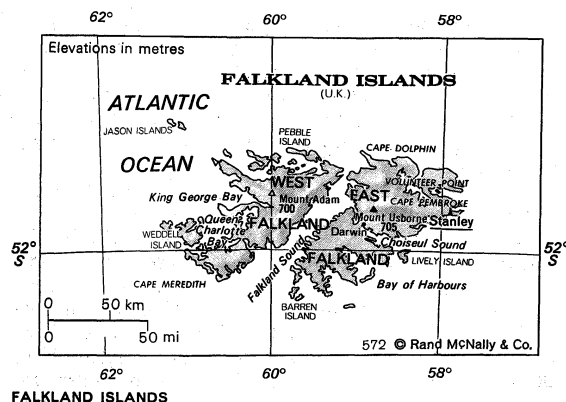 62°
60°
58°
Elevations in metres
FALKLAND ISLANDS
(U.K.)
ATLANTIC
JASON ISLANDS
PEBBLE
ISLAND
CAPE DOLPHIN
OCEAN
WEST
VOLUNTEER POINT
King George Bay
Mount Adam
700
EAST
CAPE PEMBROKE
Queen
Charlotte
Bay
FALKLAND
Mount Usborne
705
Stanley
WEDDELL
ISLAND
Darwin
Choiseul Sound
52°
S
52°
S
Falkland Sound
FALKLAND
LIVELY ISLAND
CAPE MEREDITH
Bay of Harbours
BARREN
ISLAND
0 50 km
0 50 mi
572 © Rand McNally & Co.
62°
60°
58°
FALKLAND ISLANDS